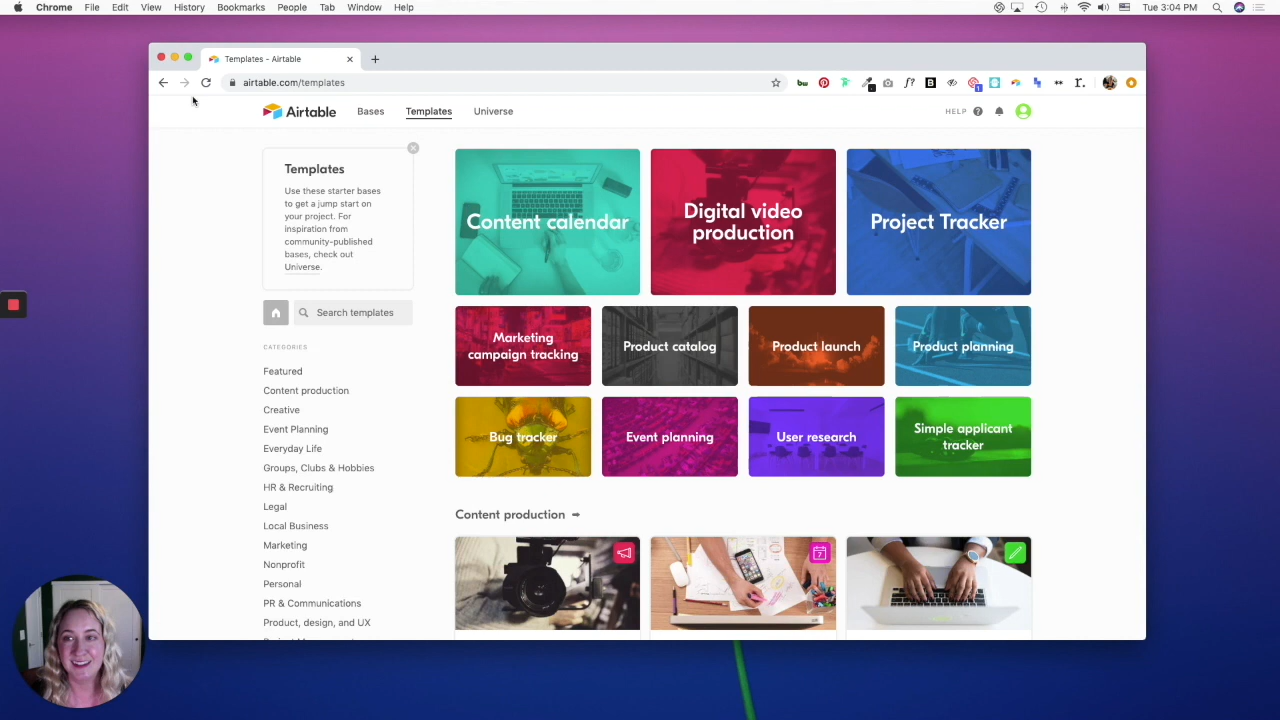 Chrome File Edit View History Bookmarks People Tab Window Help
Tue 3:04 PM
Templates - Airtable
airtable.com/templates
f?
B
1
r.
Airtable
Bases
Templates
Universe
HELP
Templates
Use these starter bases
to get a jump start on
your project. For
inspiration from
community-published
bases, check out
Universe.
Search templates
CATEGORIES
Featured
Content production
Creative
Event Planning
Everyday Life
Groups, Clubs & Hobbies
HR & Recruiting
Legal
Local Business
Marketing
Nonprofit
Personal
PR & Communications
Product, design, and UX
Content calendar
Digital video
production
Project Tracker
Marketing
campaign tracking
Product catalog
Product launch
Product planning
Bug tracker
Event planning
User research
Simple applicant
tracker
Content production
7